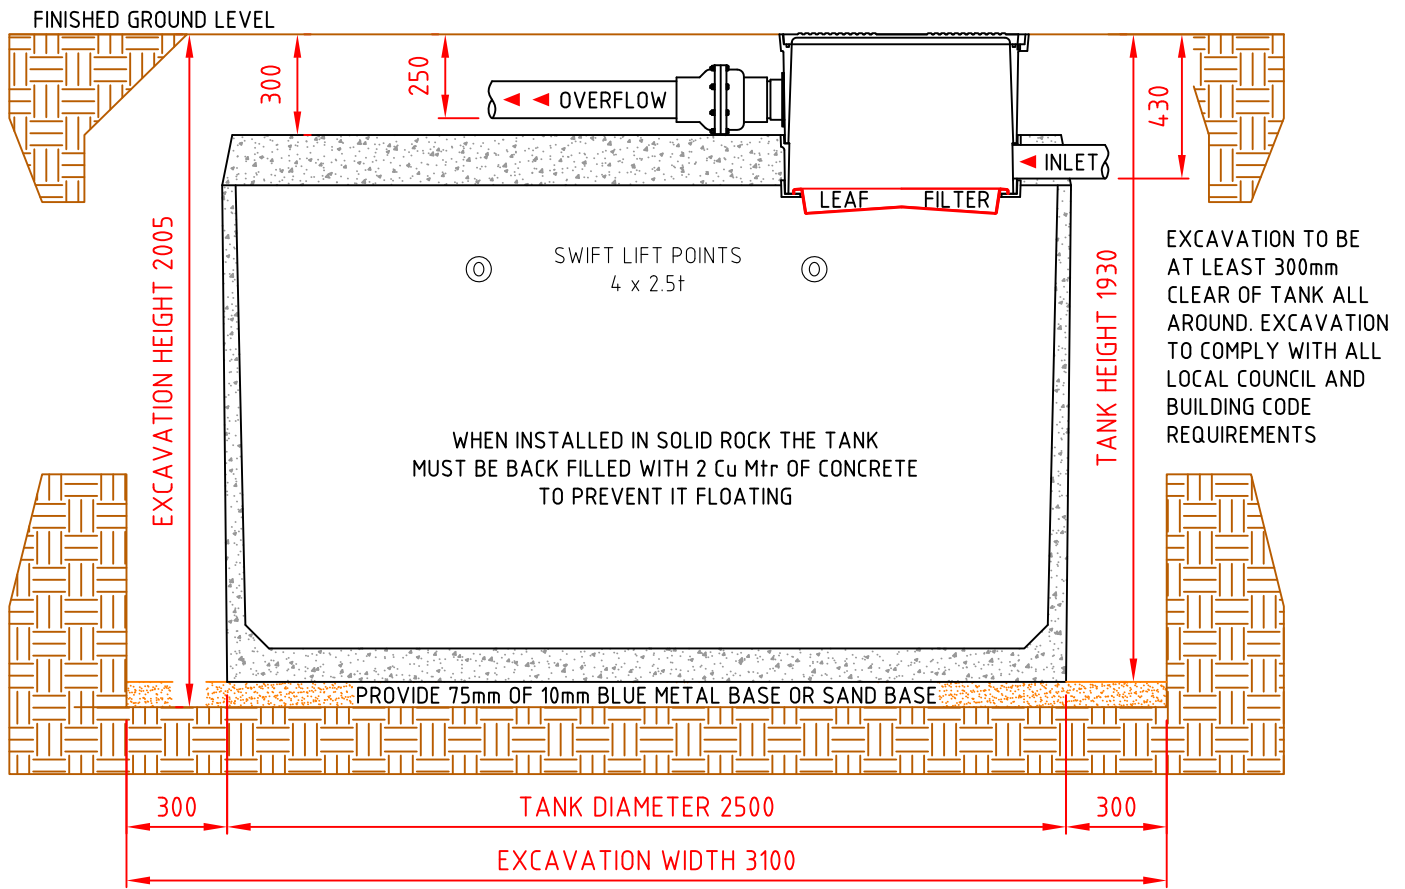 FINISHED GROUND LEVEL
300
250
OVERFLOW
430
INLET
LEAF FILTER
EXCAVATION HEIGHT 2005
SWIFT LIFT POINTS
4 x 2.5t
TANK HEIGHT 1930
EXCAVATION TO BE
AT LEAST 300mm
CLEAR OF TANK ALL
AROUND. EXCAVATION
TO COMPLY WITH ALL
LOCAL COUNCIL AND
BUILDING CODE
REQUIREMENTS
WHEN INSTALLED IN SOLID ROCK THE TANK
MUST BE BACK FILLED WITH 2 Cu Mtr OF CONCRETE
TO PREVENT IT FLOATING
PROVIDE 75mm OF 10mm BLUE METAL BASE OR SAND BASE
300
TANK DIAMETER 2500
300
EXCAVATION WIDTH 3100